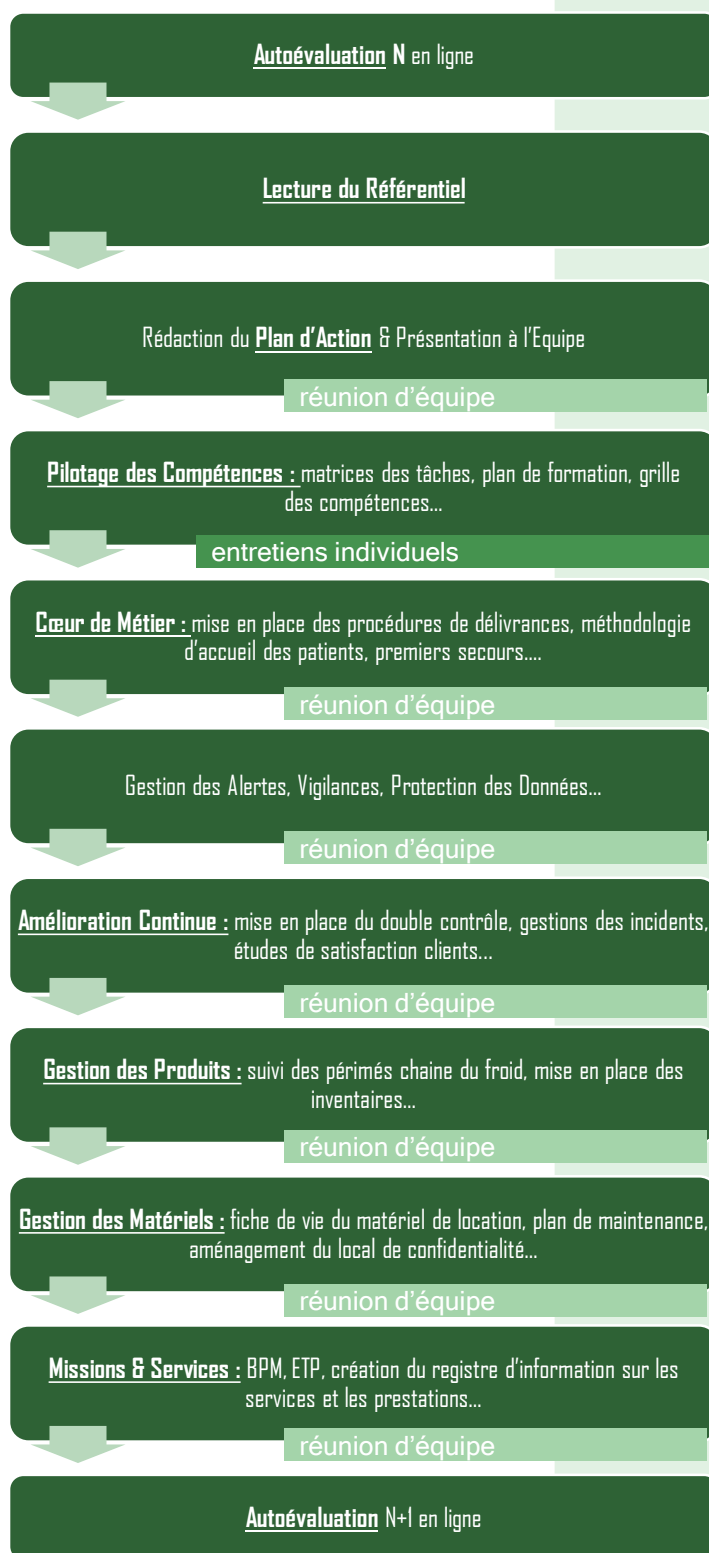 Autoévaluation N en ligne
Lecture du Référentiel
Rédaction du Plan d'Action & Présentation à l'Equipe
réunion d'équipe
Pilotage des Compétences : matrices des tâches, plan de formation, grille
des compétences...
entretiens individuels
Cœur de Métier : mise en place des procédures de délivrances, méthodologie
d'accueil des patients, premiers secours....
réunion d'équipe
Gestion des Alertes, Vigilances, Protection des Données...
réunion d'équipe
Amélioration Continue : mise en place du double contrôle, gestions des incidents,
études de satisfaction clients...
réunion d'équipe
Gestion des Produits : suivi des périmés chaine du froid, mise en place des
inventaires...
réunion d'équipe
Gestion des Matériels : fiche de vie du matériel de location, plan de maintenance,
aménagement du local de confidentialité...
réunion d'équipe
Missions & Services : BPM, ETP, création du registre d'information sur les
services et les prestations...
réunion d'équipe
Autoévaluation N+1 en ligne